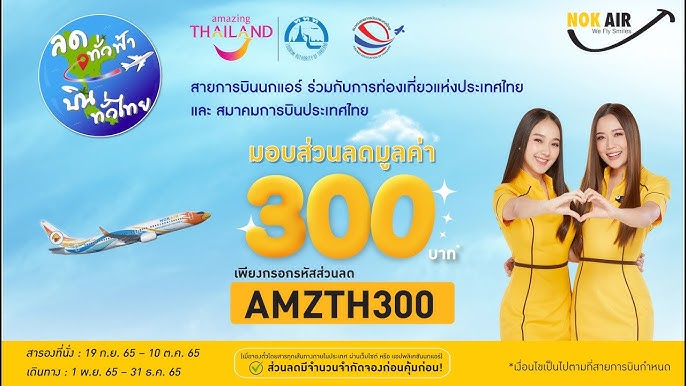 ลด
ทั่วฟ้า
บิน
ทั่วไทย
amazing
THAILAND
NOK AIR
We Fly Smiles
สายการบินนกแอร์ ร่วมกับการท่องเที่ยวแห่งประเทศไทย
และ สมาคมการบินประเทศไทย
มอบส่วนลดมูลค่า
300
บาท*
เพียงกรอกรหัสส่วนลด
AMZTH300
สำรองที่นั่ง : 19 ก.ย. 65 – 10 ต.ค. 65
เดินทาง : 1 พ.ย. 65 – 31 ธ.ค. 65
ส่วนลดมีจำนวนจำกัดจองก่อนคุ้มก่อน!
*เงื่อนไขเป็นไปตามที่สายการบินกำหนด